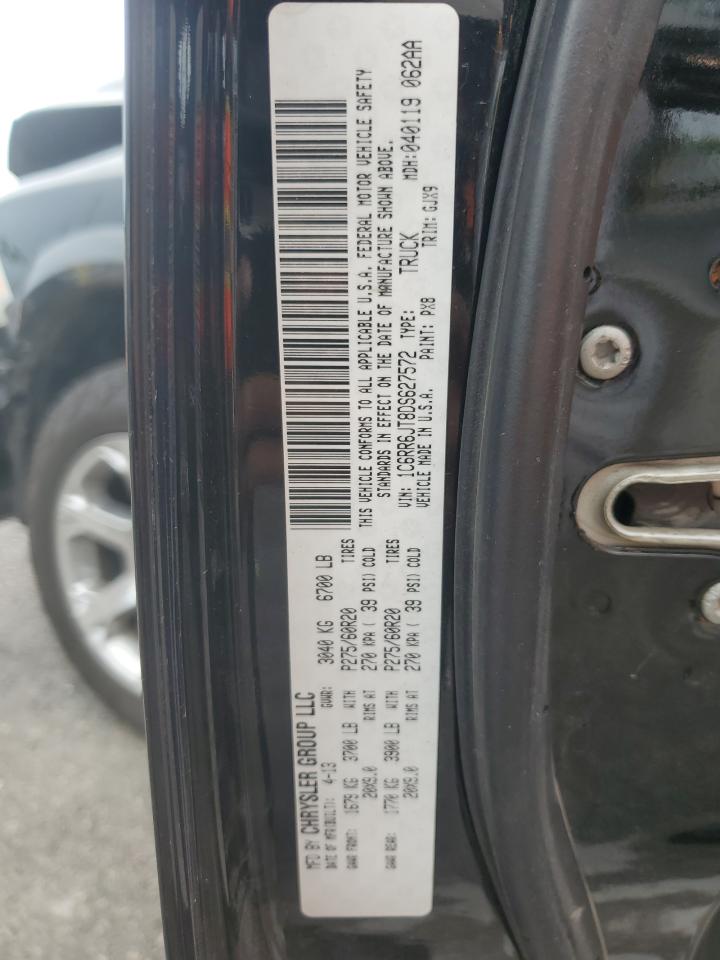 MFD BY CHRYSLER GROUP LLC
DATE OF MFR(BUILT): 4-13 GVWR: 3040 KG 6700 LB
GAWR FRONT: 1679 KG 3700 LB WITH P275/60R20 TIRES
20X9.0 RIMS AT 270 KPA ( 39 PSI) COLD
GAWR REAR: 1770 KG 3900 LB WITH P275/60R20 TIRES
20X9.0 RIMS AT 270 KPA ( 39 PSI) COLD
THIS VEHICLE CONFORMS TO ALL APPLICABLE U.S.A. FEDERAL MOTOR VEHICLE SAFETY
STANDARDS IN EFFECT ON THE DATE OF MANUFACTURE SHOWN ABOVE.
VIN: 1C6RR6JT8DS627572 TYPE: TRUCK MDH:040119 062AA
VEHICLE MADE IN U.S.A. PAINT: PX8 TRIM: GJX9